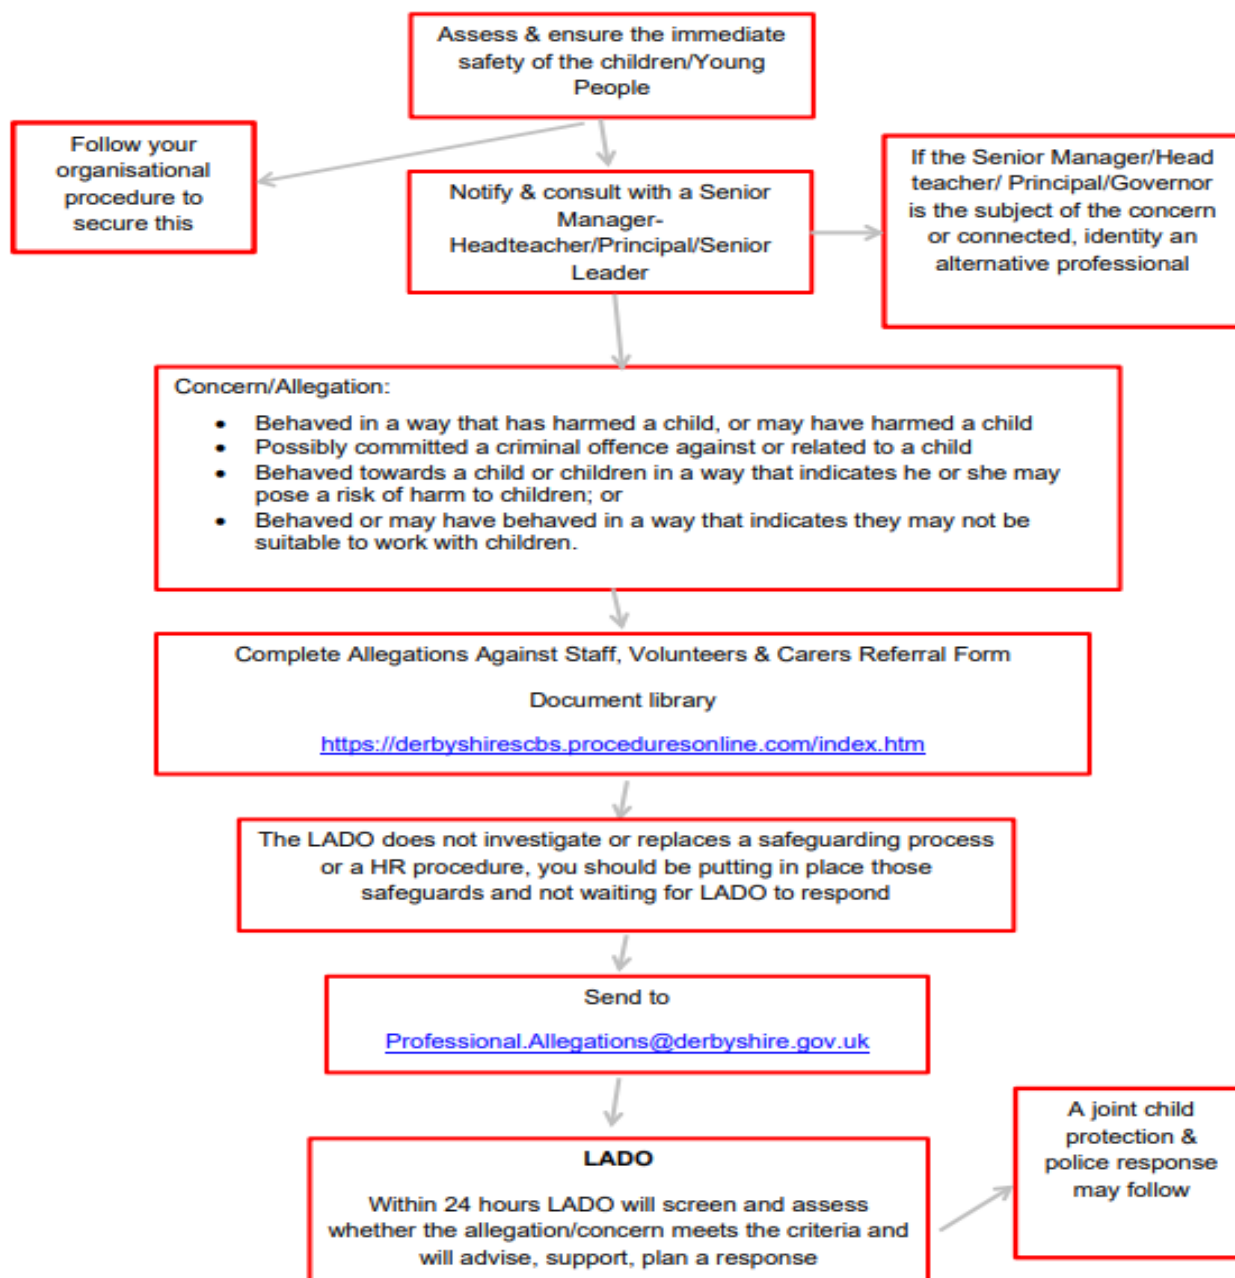 Assess & ensure the immediate
safety of the children/Young
People
Follow your
organisational
procedure to
secure this
Notify & consult with a Senior
Manager-
Headteacher/Principal/Senior
Leader
If the Senior Manager/Head
teacher/ Principal/Governor
is the subject of the concern
or connected, identity an
alternative professional
Concern/Allegation:
• Behaved in a way that has harmed a child, or may have harmed a child
• Possibly committed a criminal offence against or related to a child
• Behaved towards a child or children in a way that indicates he or she may
pose a risk of harm to children; or
• Behaved or may have behaved in a way that indicates they may not be
suitable to work with children.
Complete Allegations Against Staff, Volunteers & Carers Referral Form
Document library
https://derbyshirescbs.proceduresonline.com/index.htm
The LADO does not investigate or replaces a safeguarding process
or a HR procedure, you should be putting in place those
safeguards and not waiting for LADO to respond
Send to
Professional.Allegations@derbyshire.gov.uk
LADO
Within 24 hours LADO will screen and assess
whether the allegation/concern meets the criteria and
will advise, support, plan a response
A joint child
protection &
police response
may follow